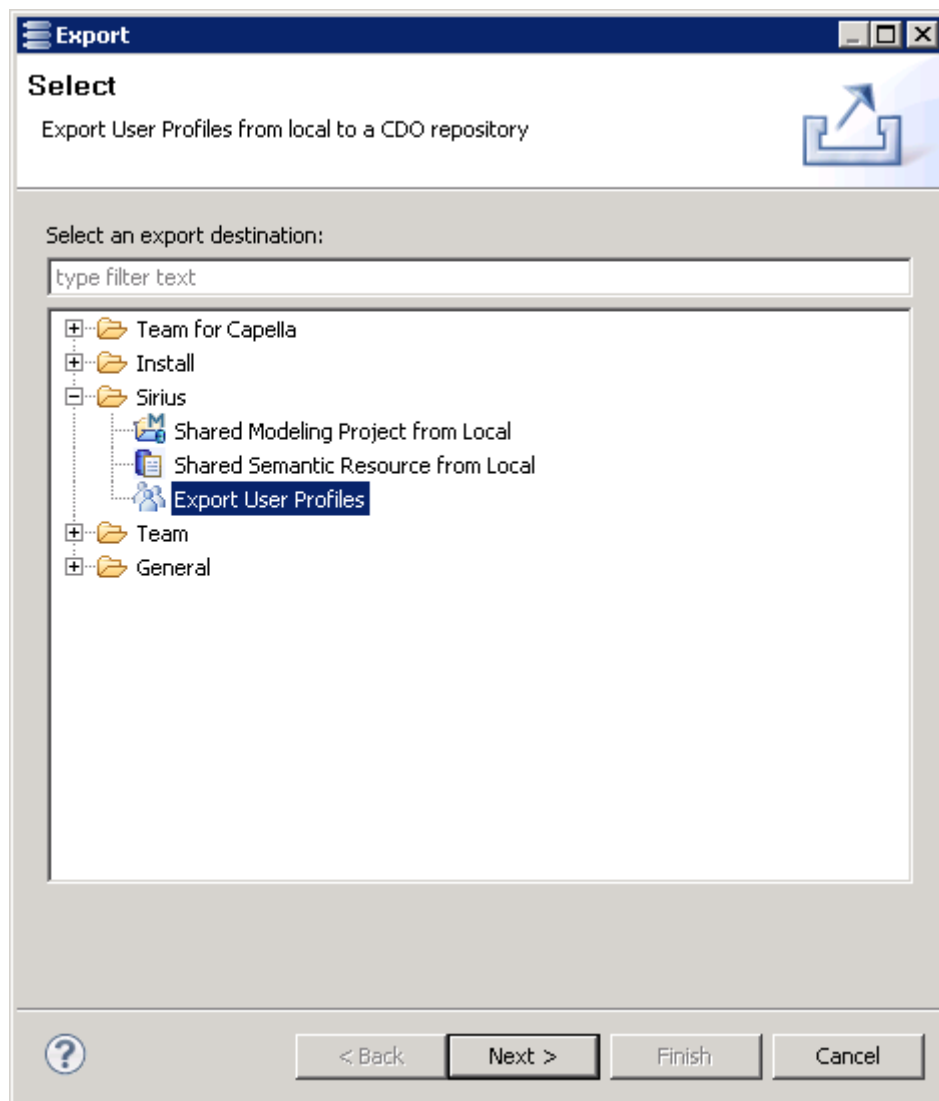 Export
Select
Export User Profiles from local to a CDO repository
Select an export destination:
type filter text
Team for Capella
Install
Sirius
Shared Modeling Project from Local
Shared Semantic Resource from Local
Export User Profiles
Team
General
? < Back Next > Finish Cancel